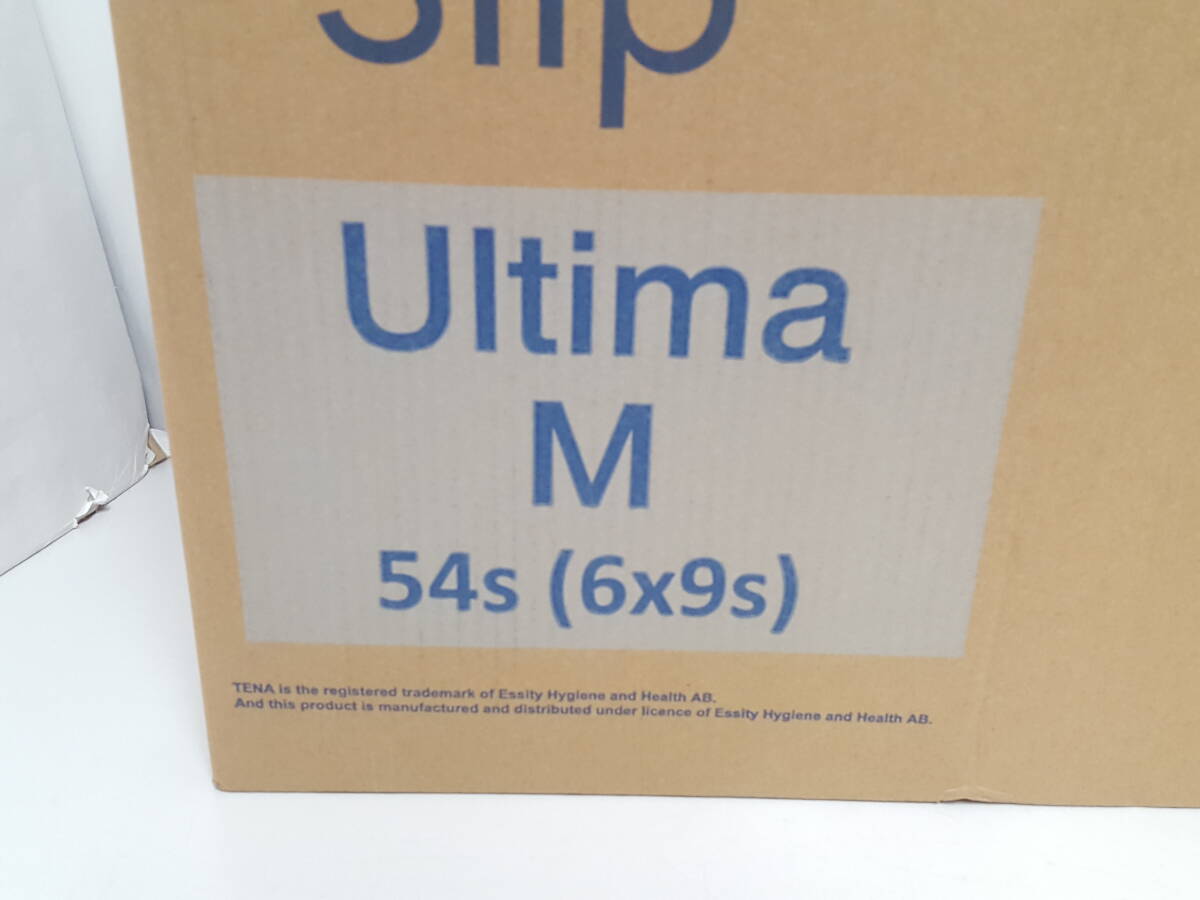 Slip
Ultima
M
54s (6x9s)
TENA is the registered trademark of Essity Hygiene and Health AB.
And this product is manufactured and distributed under licence of Essity Hygiene and Health AB.